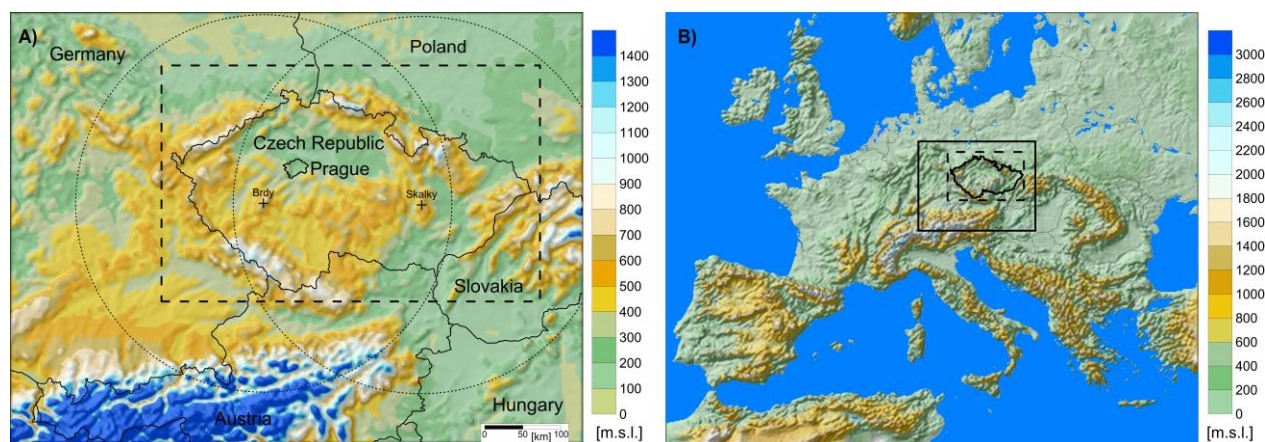 A)
Germany
Poland
Czech Republic
Prague
Brdy
Skalky
Slovakia
Austria
Hungary
0 50 100
[km]
1400
1300
1200
1100
1000
900
800
700
600
500
400
300
200
100
0
[m.s.l.]
B)
3000
2800
2600
2400
2200
2000
1800
1600
1400
1200
1000
800
600
400
200
0
[m.s.l.]